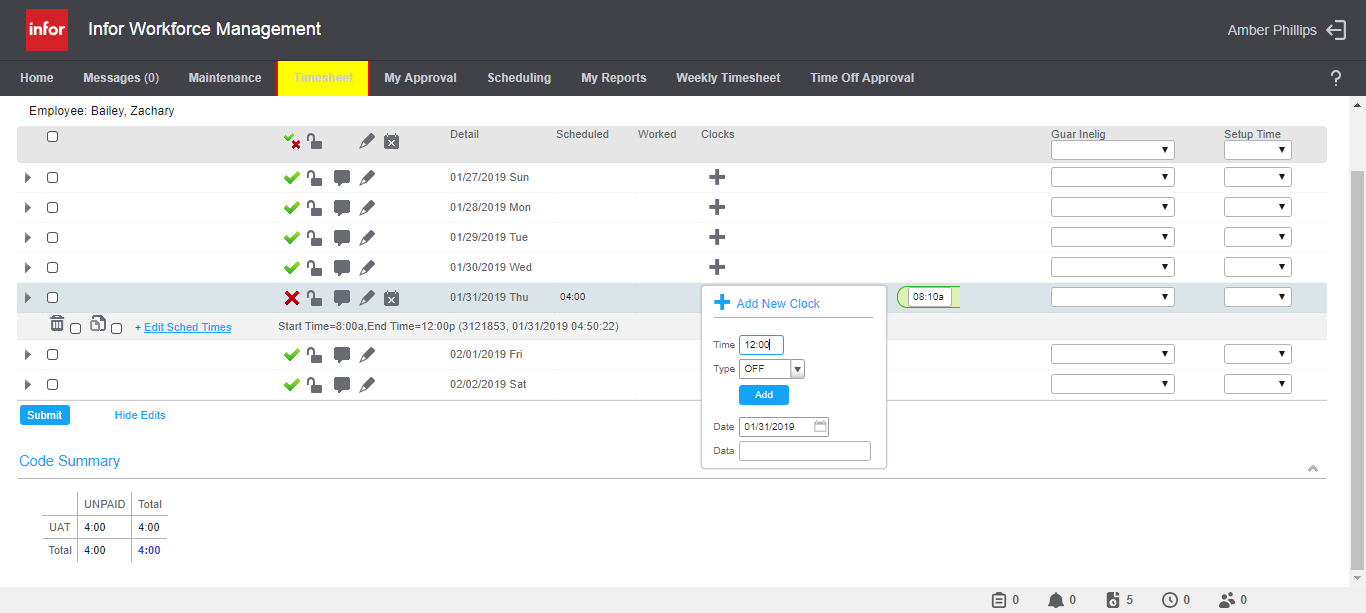 infor
Infor Workforce Management
Amber Phillips
Home Messages (0) Maintenance Timesheet My Approval Scheduling My Reports Weekly Timesheet Time Off Approval ?
Employee: Bailey, Zachary
Detail Scheduled Worked Clocks Guar Inelig Setup Time
01/27/2019 Sun
01/28/2019 Mon
01/29/2019 Tue
01/30/2019 Wed
01/31/2019 Thu 04:00 08:10a
+ Edit Sched Times Start Time=8:00a,End Time=12:00p (3121853, 01/31/2019 04:50:22)
02/01/2019 Fri
02/02/2019 Sat
Add New Clock
Time 12:00
Type OFF
Add
Date 01/31/2019
Data
Submit Hide Edits
Code Summary
UNPAID Total
UAT 4:00 4:00
Total 4:00 4:00
0 0 5 0 0